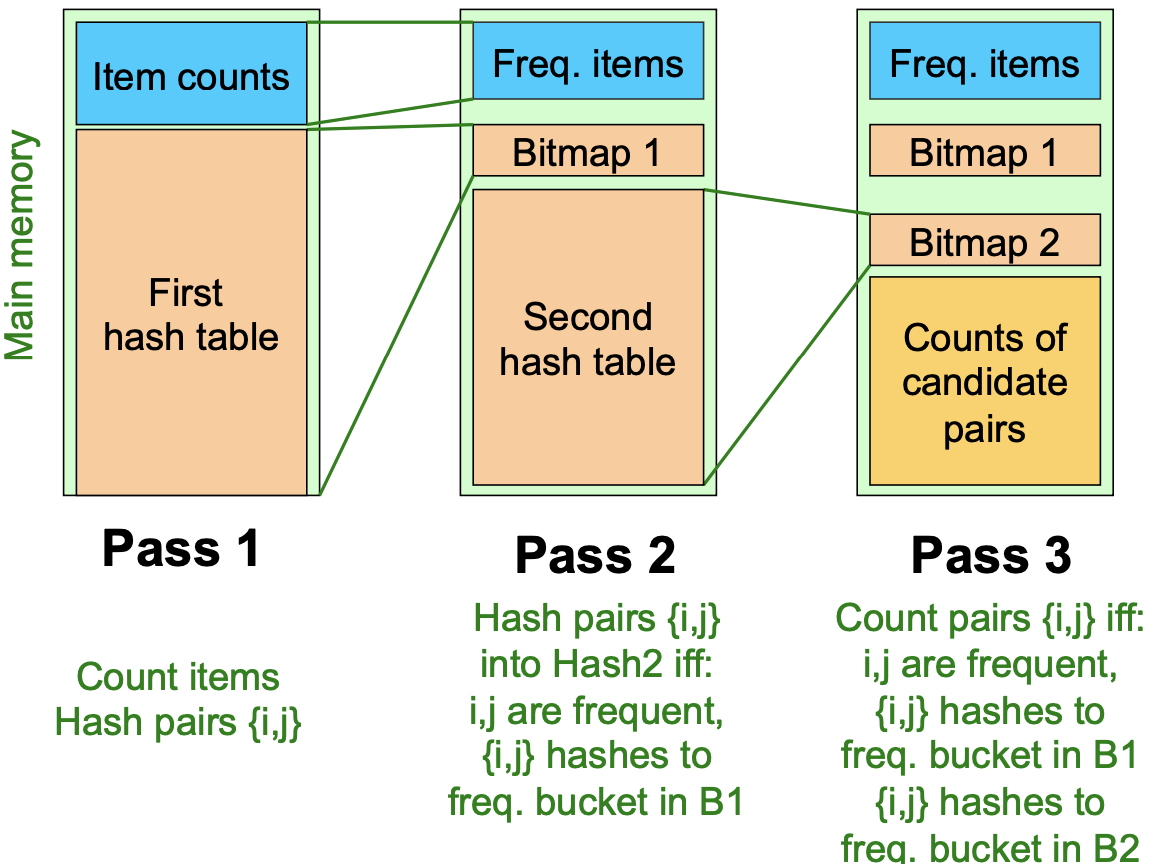 Main memory
Item counts
First
hash table
Pass 1
Count items
Hash pairs {i,j}
Freq. items
Bitmap 1
Second
hash table
Pass 2
Hash pairs {i,j}
into Hash2 iff:
i,j are frequent,
{i,j} hashes to
freq. bucket in B1
Freq. items
Bitmap 1
Bitmap 2
Counts of
candidate
pairs
Pass 3
Count pairs {i,j} iff:
i,j are frequent,
{i,j} hashes to
freq. bucket in B1
{i,j} hashes to
freq. bucket in B2